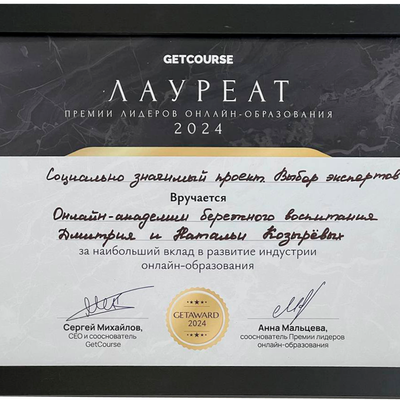 GETCOURSE
ЛАУРЕАТ
ПРЕМИИ ЛИДЕРОВ ОНЛАЙН-ОБРАЗОВАНИЯ
2024
Социально значимый проект. Выбор экспертов
Вручается
Онлайн-академии бережного воспитания
Дмитрия и Натальи Козырёвых
за наибольший вклад в развитие индустрии
онлайн-образования
Сергей Михайлов,
CEO и сооснователь
GetCourse
GETAWARD
2024
Анна Мальцева,
сооснователь Премии лидеров
онлайн-образования